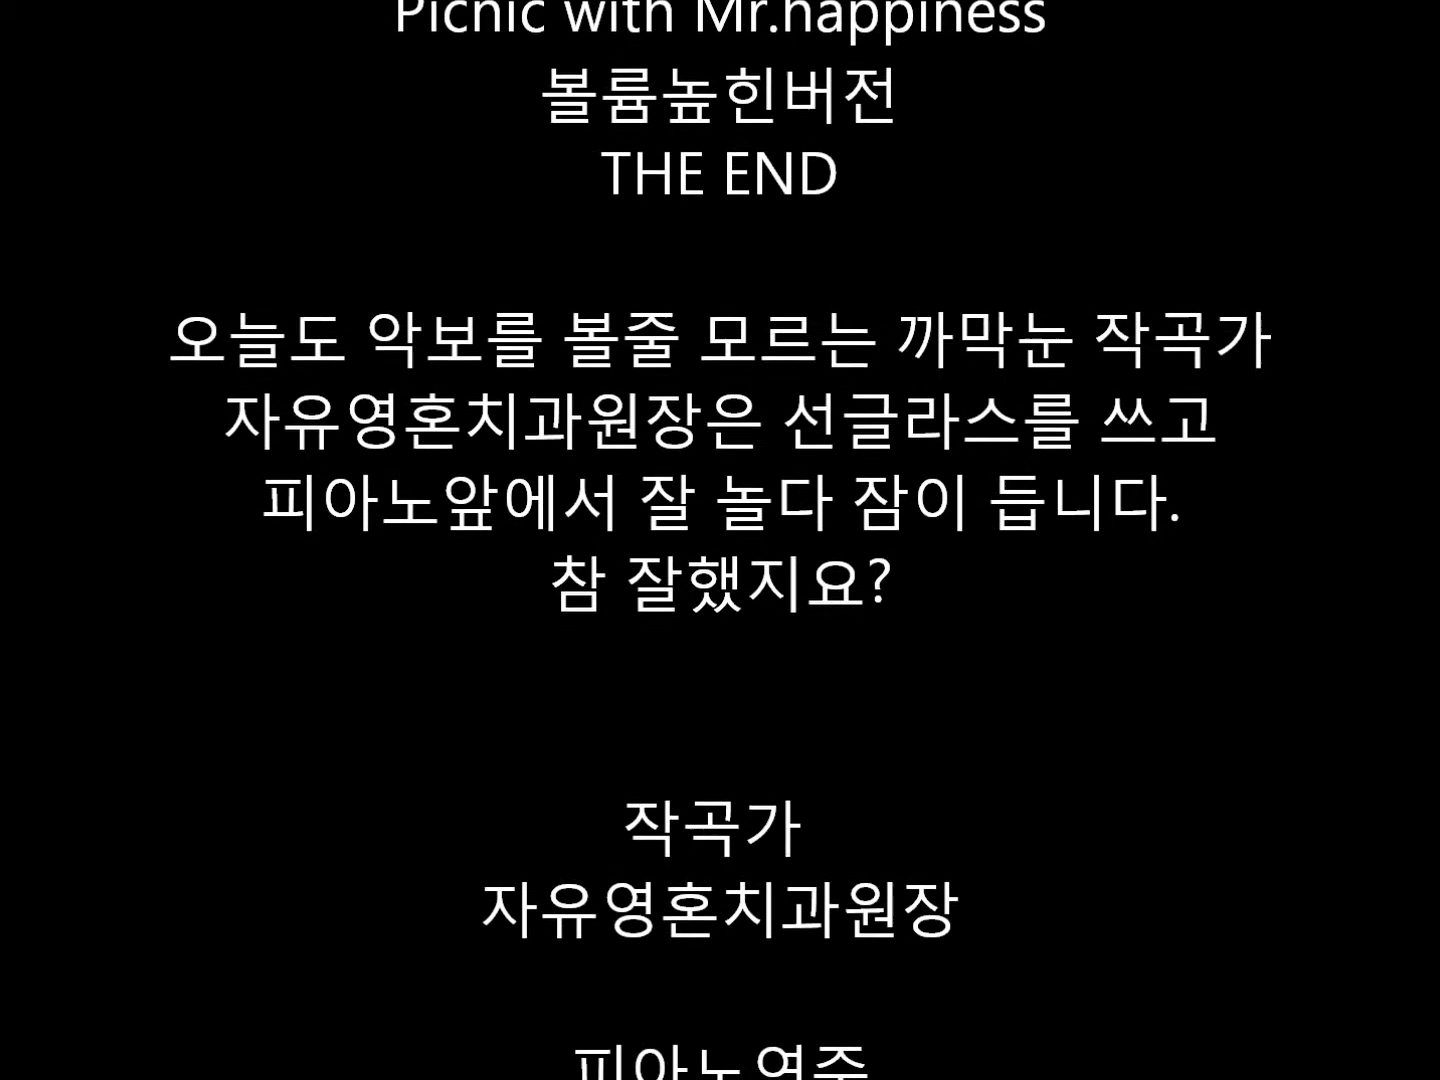 Picnic with Mr.happiness
볼륨높힌버전
THE END
오늘도 악보를 볼줄 모르는 까막눈 작곡가
자유영혼치과원장은 선글라스를 쓰고
피아노앞에서 잘 놀다 잠이 듭니다.
참 잘했지요?
작곡가
자유영혼치과원장
피아노연주